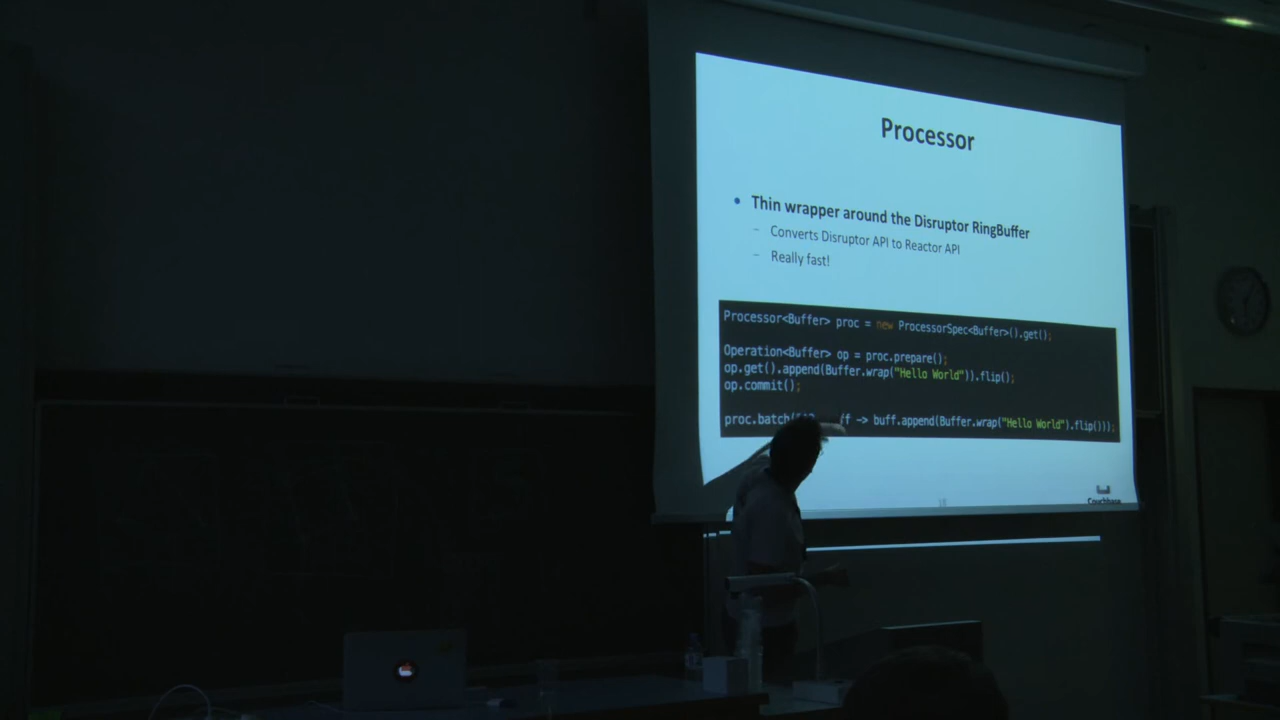 Processor
• Thin wrapper around the Disruptor RingBuffer
– Converts Disruptor API to Reactor API
– Really fast!
Processor<Buffer> proc = new ProcessorSpec<Buffer>().get();
Operation<Buffer> op = proc.prepare();
op.get().append(Buffer.wrap("Hello World")).flip();
op.commit();
proc.batch( -> buff.append(Buffer.wrap("Hello World").flip()));
Couchbase